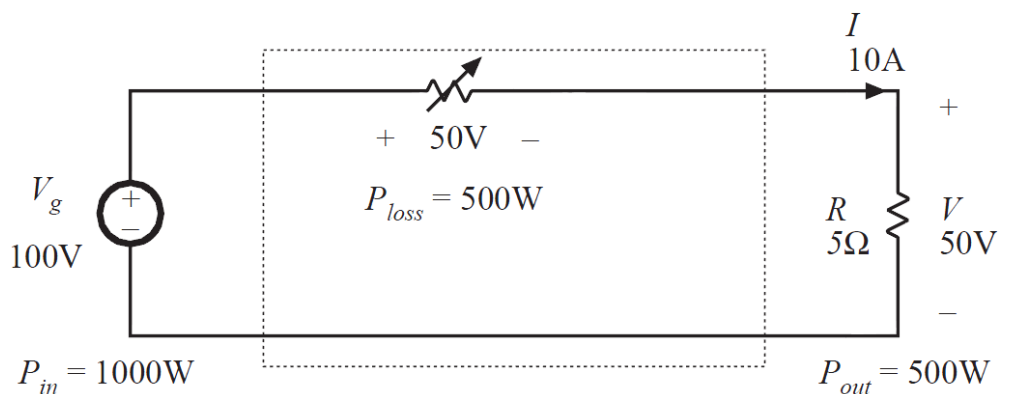 I
10A
+ 50V –
P_loss = 500W
V_g
100V
+
–
R
5Ω
+
V
50V
–
P_in = 1000W
P_out = 500W